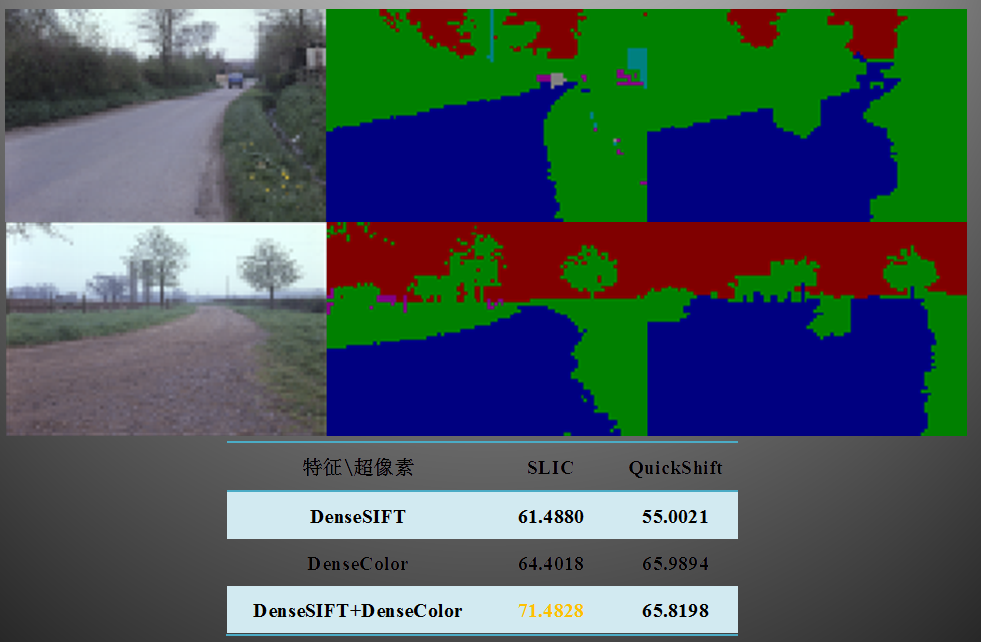 特征\超像素 SLIC QuickShift
DenseSIFT 61.4880 55.0021
DenseColor 64.4018 65.9894
DenseSIFT+DenseColor 71.4828 65.8198